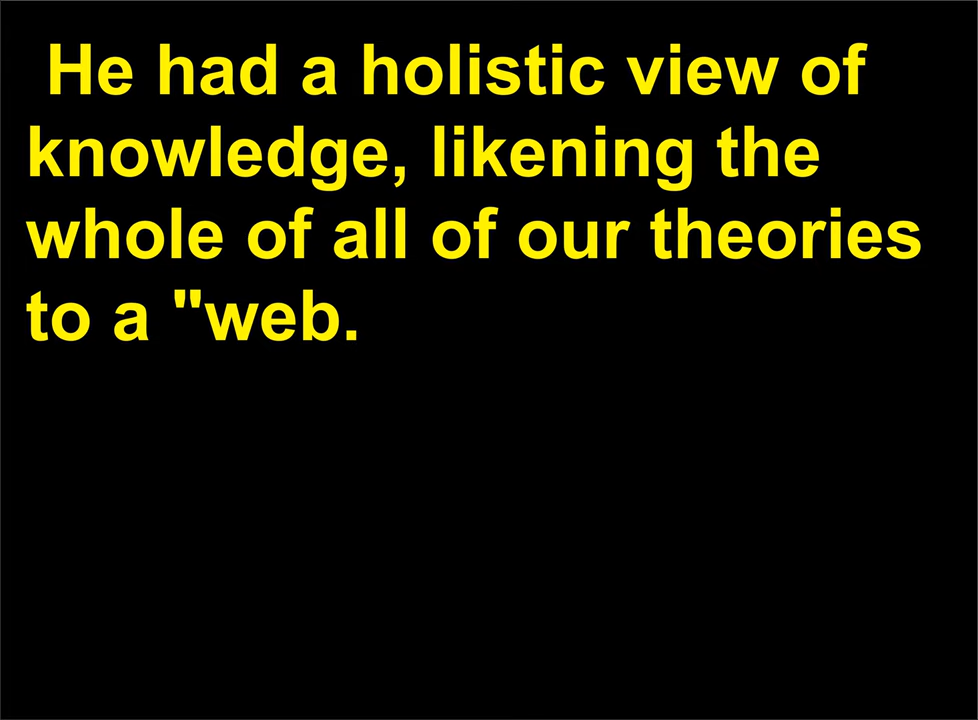 He had a holistic view of
knowledge, likening the
whole of all of our theories
to a "web.